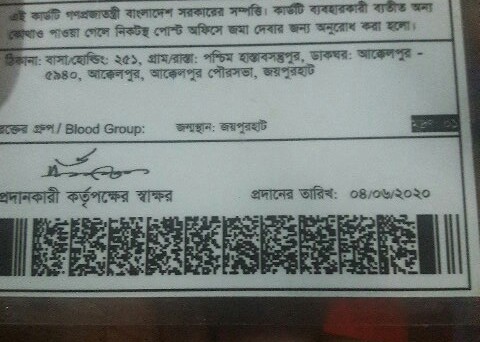 এই কার্ডটি গণপ্রজাতন্ত্রী বাংলাদেশ সরকারের সম্পত্তি। কার্ডটি ব্যবহারকারী ব্যতীত অন্য
কোথাও পাওয়া গেলে নিকটস্থ পোস্ট অফিসে জমা দেবার জন্য অনুরোধ করা হলো।
ঠিকানা: বাসা/হোল্ডিং: ২৫১, গ্রাম/রাস্তা: পশ্চিম হাস্তাবসন্তপুর, ডাকঘর: আক্কেলপুর -
৫৯৪০, আক্কেলপুর, আক্কেলপুর পৌরসভা, জয়পুরহাট
রক্তের গ্রুপ / Blood Group: জন্মস্থান: জয়পুরহাট
প্রদানকারী কর্তৃপক্ষের স্বাক্ষর প্রদানের তারিখ: ০৪/০৬/২০২০